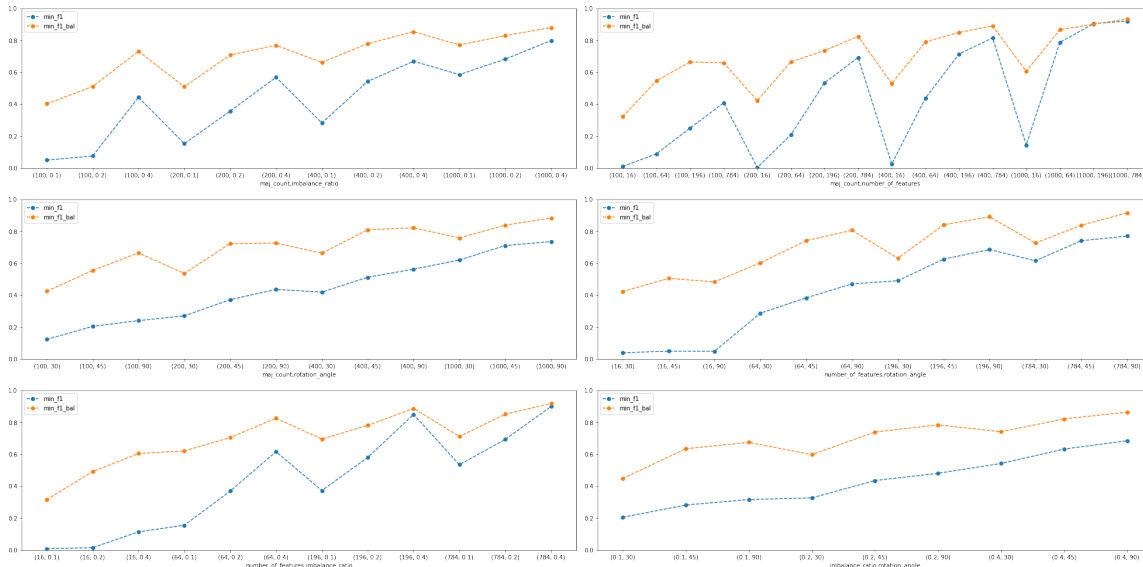 min_f1
min_f1_bal
1.0
0.8
0.6
0.4
0.2
0.0
(100, 0.1) (100, 0.2) (100, 0.4) (200, 0.1) (200, 0.2) (200, 0.4) (400, 0.1) (400, 0.2) (400, 0.4) (1000, 0.1) (1000, 0.2) (1000, 0.4)
maj_count,imbalance_ratio
min_f1
min_f1_bal
1.0
0.8
0.6
0.4
0.2
0.0
(100, 16) (100, 64) (100, 196) (100, 784) (200, 16) (200, 64) (200, 196) (200, 784) (400, 16) (400, 64) (400, 196) (400, 784) (1000, 16) (1000, 64) (1000, 196) (1000, 784)
maj_count,number_of_features
min_f1
min_f1_bal
1.0
0.8
0.6
0.4
0.2
0.0
(100, 30) (100, 45) (100, 90) (200, 30) (200, 45) (200, 90) (400, 30) (400, 45) (400, 90) (1000, 30) (1000, 45) (1000, 90)
maj_count,rotation_angle
min_f1
min_f1_bal
1.0
0.8
0.6
0.4
0.2
0.0
(16, 30) (16, 45) (16, 90) (64, 30) (64, 45) (64, 90) (196, 30) (196, 45) (196, 90) (784, 30) (784, 45) (784, 90)
number_of_features,rotation_angle
min_f1
min_f1_bal
1.0
0.8
0.6
0.4
0.2
0.0
(16, 0.1) (16, 0.2) (16, 0.4) (64, 0.1) (64, 0.2) (64, 0.4) (196, 0.1) (196, 0.2) (196, 0.4) (784, 0.1) (784, 0.2) (784, 0.4)
number_of_features,imbalance_ratio
min_f1
min_f1_bal
1.0
0.8
0.6
0.4
0.2
0.0
(0.1, 30) (0.1, 45) (0.1, 90) (0.2, 30) (0.2, 45) (0.2, 90) (0.4, 30) (0.4, 45) (0.4, 90)
imbalance_ratio,rotation_angle